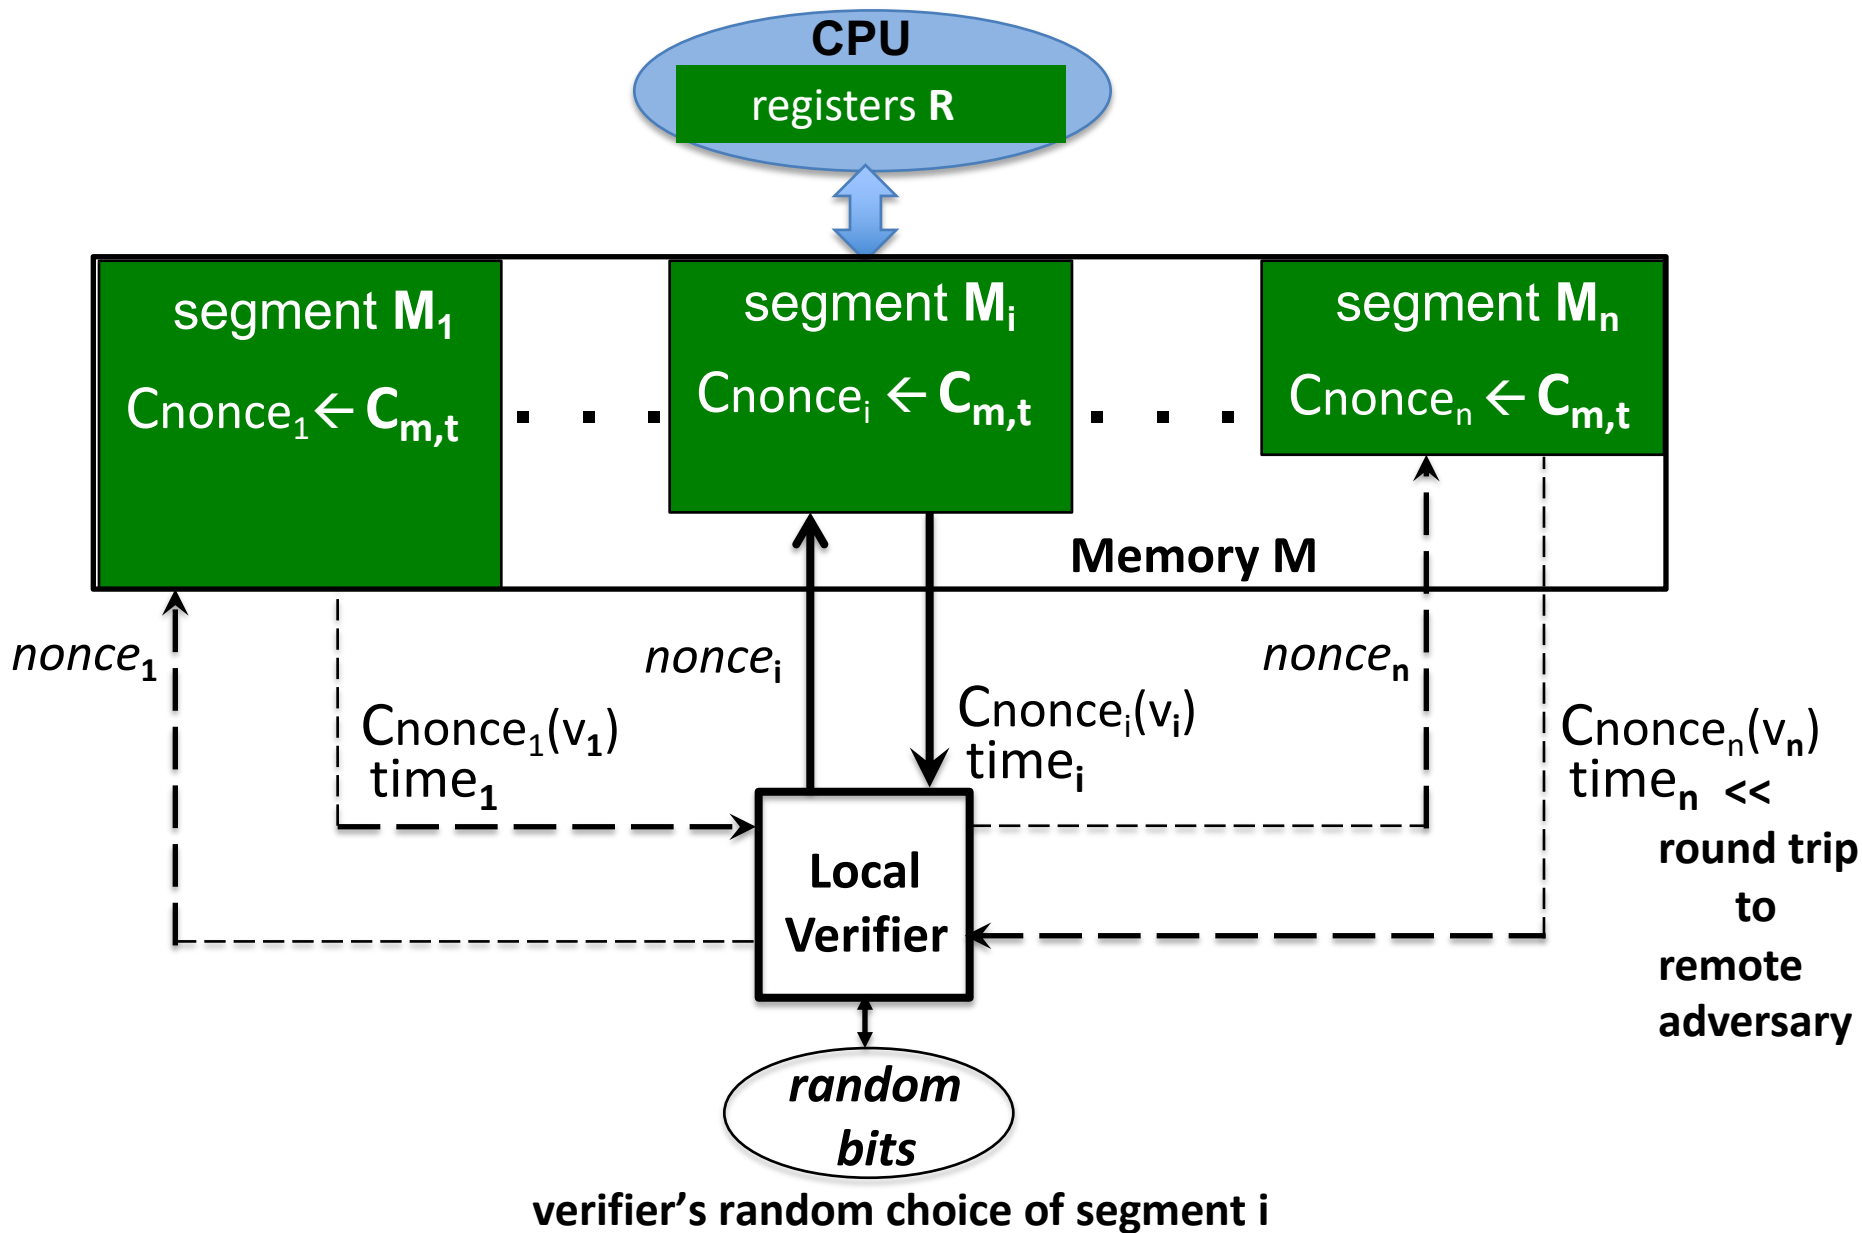 CPU
registers R
segment M₁
Cnonce₁ ← Cₘ,ₜ
. . .
segment Mᵢ
Cnonceᵢ ← Cₘ,ₜ
. . .
segment Mₙ
Cnonceₙ ← Cₘ,ₜ
Memory M
nonce₁
Cnonce₁(v₁)
time₁
nonceᵢ
Cnonceᵢ(vᵢ)
timeᵢ
nonceₙ
Cnonceₙ(vₙ)
timeₙ <<
round trip
to
remote
adversary
Local
Verifier
random
bits
verifier’s random choice of segment i